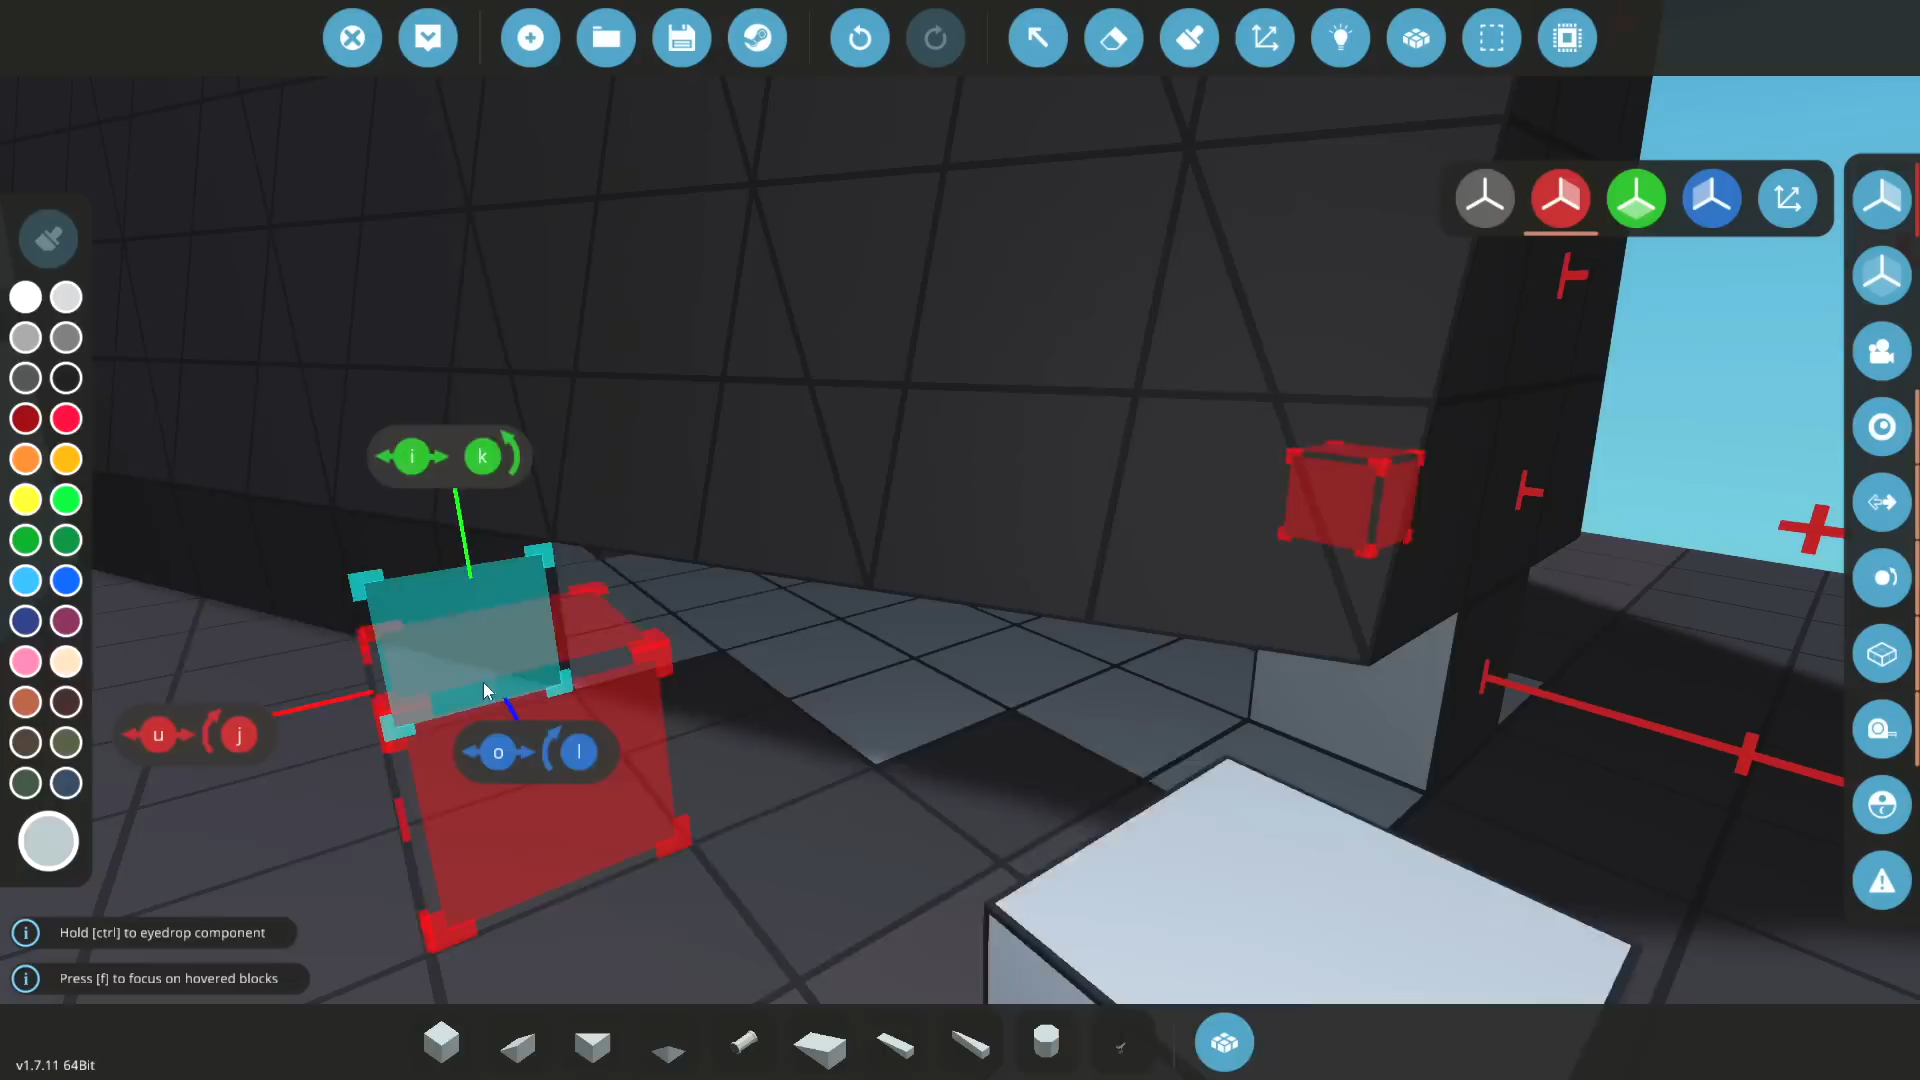 i k
u j
o l
Hold [ctrl] to eyedrop component
Press [f] to focus on hovered blocks
v1.7.11 64Bit